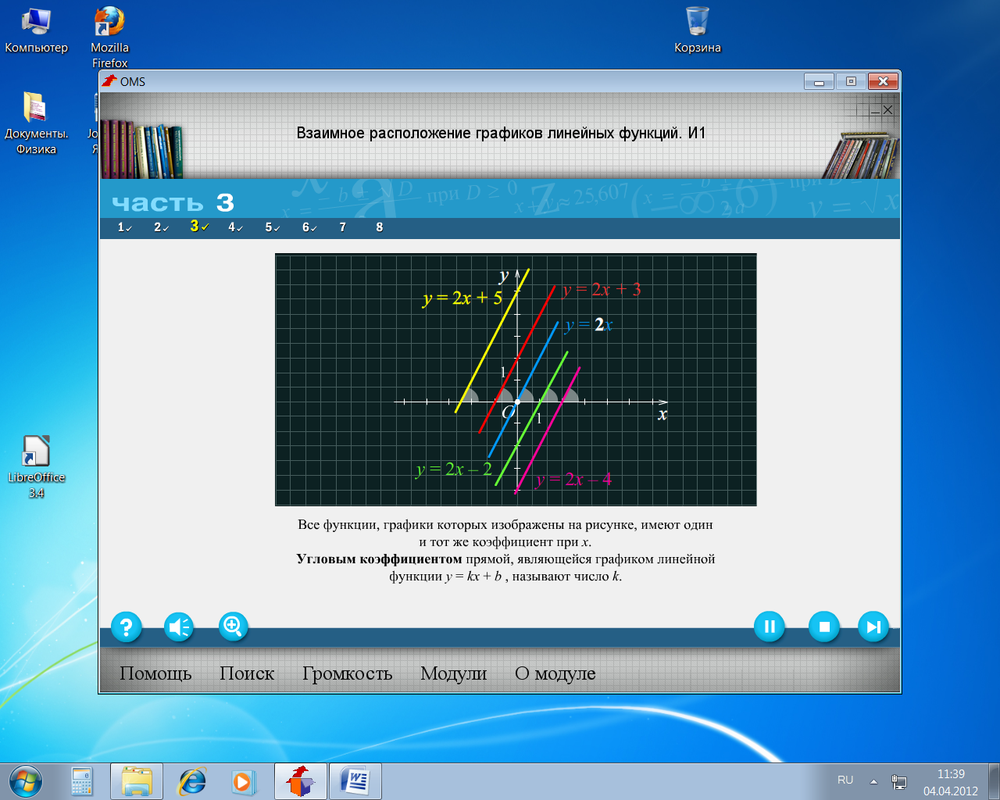 Компьютер
Mozilla
Firefox
Корзина
Документы.
Физика
OMS
Взаимное расположение графиков линейных функций. И1
часть 3
1 2 3 4 5 6 7 8
y
y = 2x + 5
y = 2x + 3
y = 2x
1
O
1
x
y = 2x – 2
y = 2x – 4
Все функции, графики которых изображены на рисунке, имеют один
и тот же коэффициент при x.
Угловым коэффициентом прямой, являющейся графиком линейной
функции y = kx + b , называют число k.
LibreOffice
3.4
Помощь Поиск Громкость Модули О модуле
RU
11:39
04.04.2012